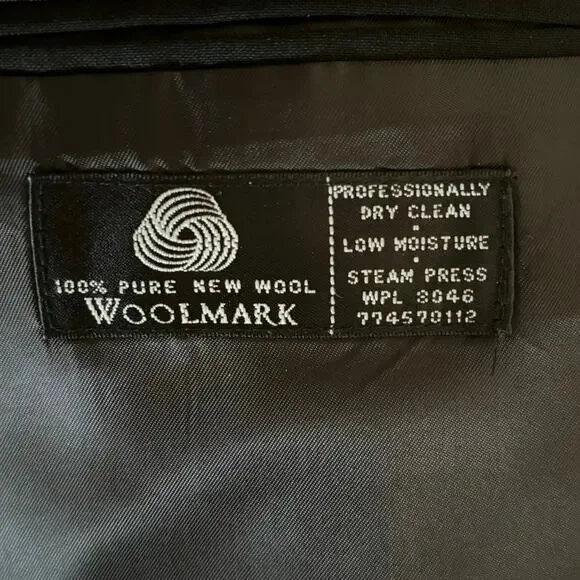 100% PURE NEW WOOL
WOOLMARK
PROFESSIONALLY
DRY CLEAN
•
LOW MOISTURE
•
STEAM PRESS
WPL 8046
774570112